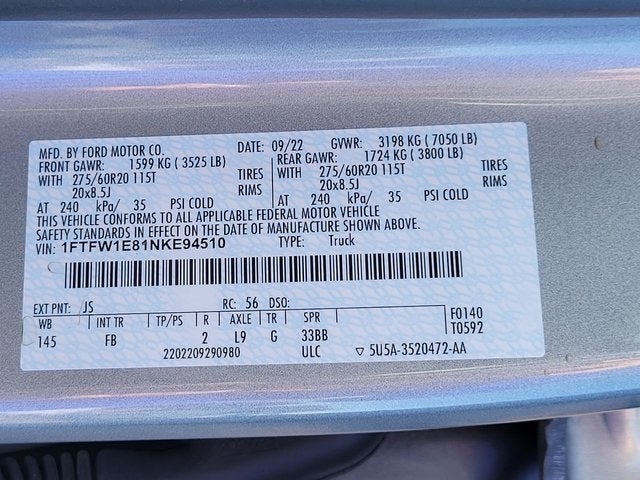 MFD. BY FORD MOTOR CO.
DATE: 09/22 GVWR: 3198 KG ( 7050 LB)
FRONT GAWR: 1599 KG ( 3525 LB)
WITH 275/60R20 115T TIRES
20x8.5J RIMS
AT 240 kPa/ 35 PSI COLD
REAR GAWR: 1724 KG ( 3800 LB)
WITH 275/60R20 115T TIRES
20x8.5J RIMS
AT 240 kPa/ 35 PSI COLD
THIS VEHICLE CONFORMS TO ALL APPLICABLE FEDERAL MOTOR VEHICLE
SAFETY STANDARDS IN EFFECT ON THE DATE OF MANUFACTURE SHOWN ABOVE.
VIN: 1FTFW1E81NKE94510 TYPE: Truck
EXT PNT: JS RC: 56 DSO:
WB INT TR TP/PS R AXLE TR SPR
145 FB 2 L9 G 33BB
F0140
T0592
2202209290980 ULC ▽ 5U5A-3520472-AA